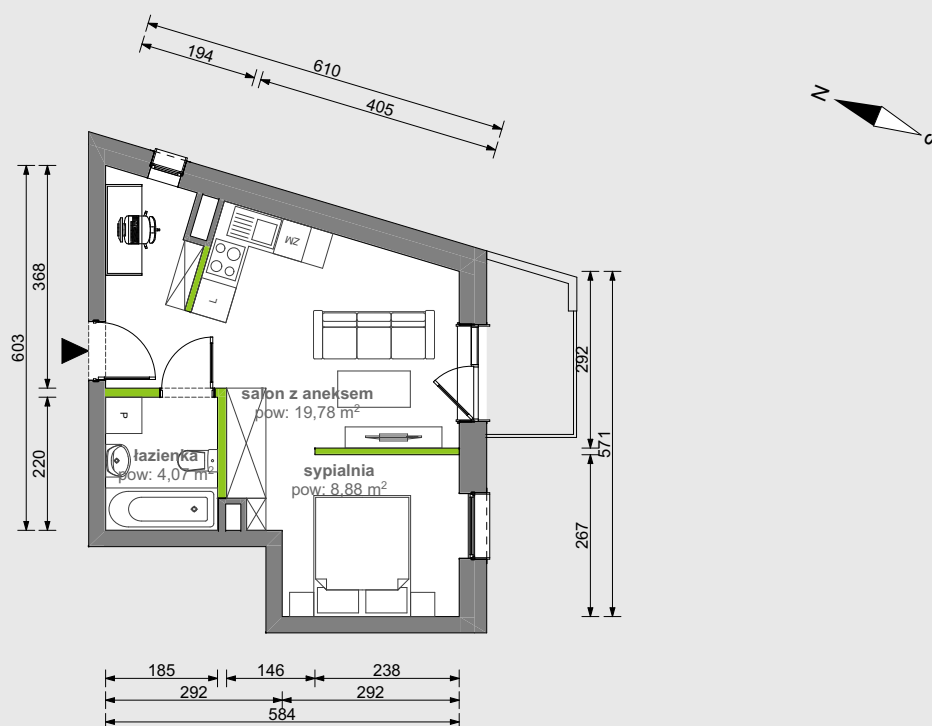 610
194
405
N
S
ZM
L
368
603
220
292
571
267
salon z aneksem
pow: 19,78 m²
P
łazienka
pow: 4,07 m²
sypialnia
pow: 8,88 m²
185
146
238
292
292
584